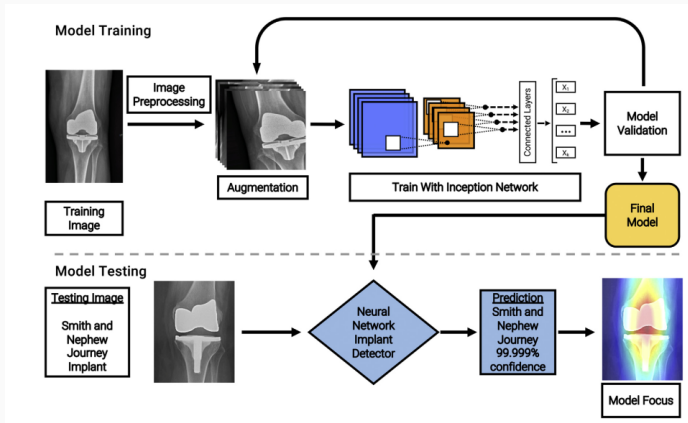 Model Training
Image
Preprocessing
Training
Image
Augmentation
Train With Inception Network
Connected Layers
X₁
X₂
...
Xₖ
Model
Validation
Final
Model
Model Testing
Testing Image
Smith and
Nephew
Journey
Implant
Neural
Network
Implant
Detector
Prediction
Smith and
Nephew
Journey
99.999%
confidence
Model Focus